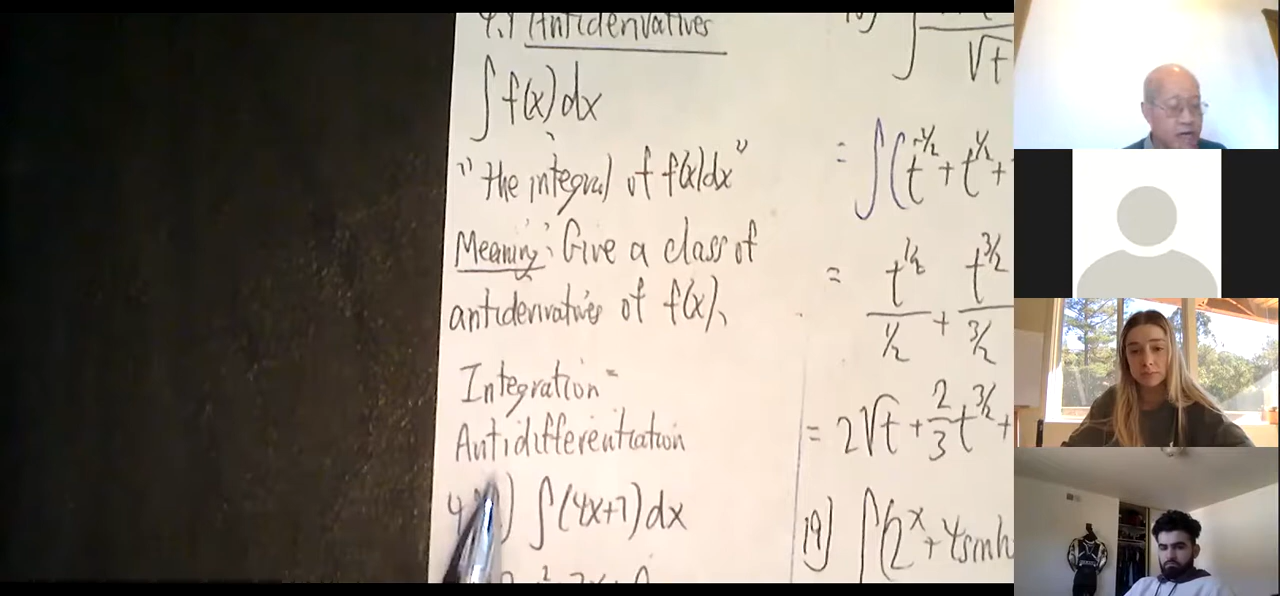 4.9 Antiderivatives
∫ f(x) dx
"the integral of f(x)dx"
Meaning: Give a class of
antiderivatives of f(x).
Integration =
Antidifferentiation
∫(4x+7)dx
√t
= ∫(t^-1/2 + t^1/2 +
= t^1/2 / 1/2 + t^3/2 / 3/2
= 2√t + 2/3 t^3/2 +
19) ∫(2^x + 4sinh